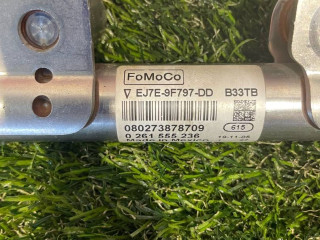 FoMoCo
EJ7E-9F797-DD B33TB
080273878709
0 261 555 236
615
Made in Mexico